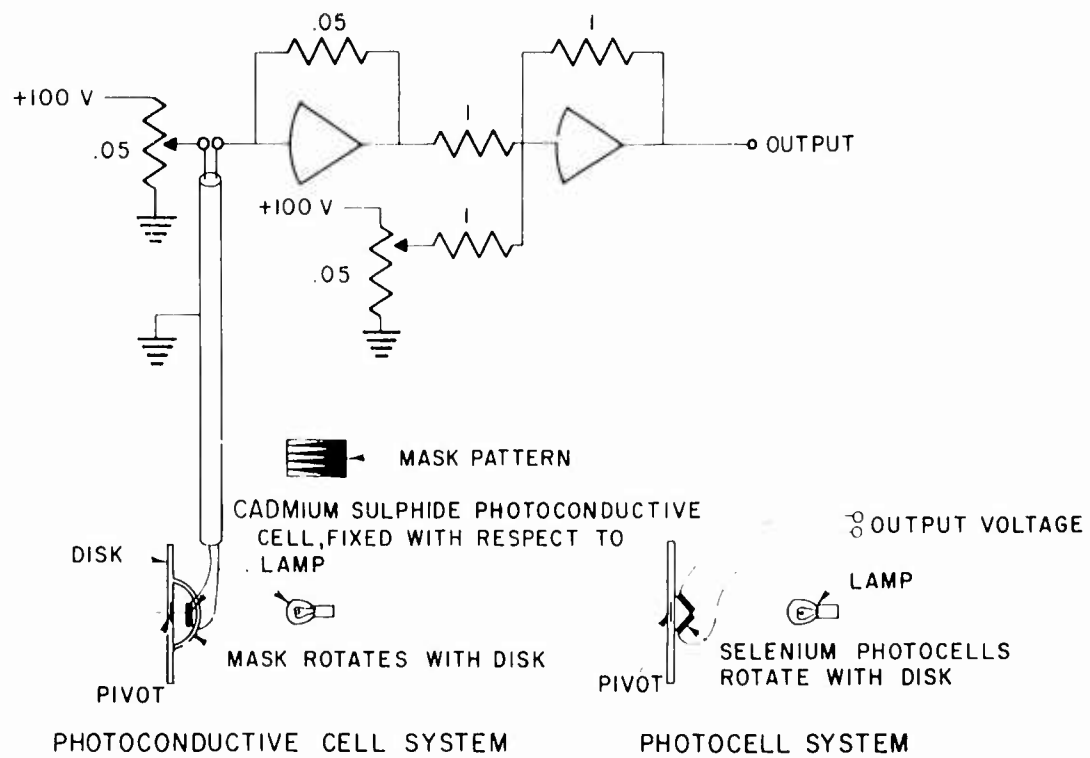 .05
1
+100 V
1
.05
OUTPUT
+100 V
1
.05
MASK PATTERN
CADMIUM SULPHIDE PHOTOCONDUCTIVE
CELL, FIXED WITH RESPECT TO
LAMP
OUTPUT VOLTAGE
DISK
LAMP
MASK ROTATES WITH DISK
SELENIUM PHOTOCELLS
ROTATE WITH DISK
PIVOT
PIVOT
PHOTOCONDUCTIVE CELL SYSTEM
PHOTOCELL SYSTEM